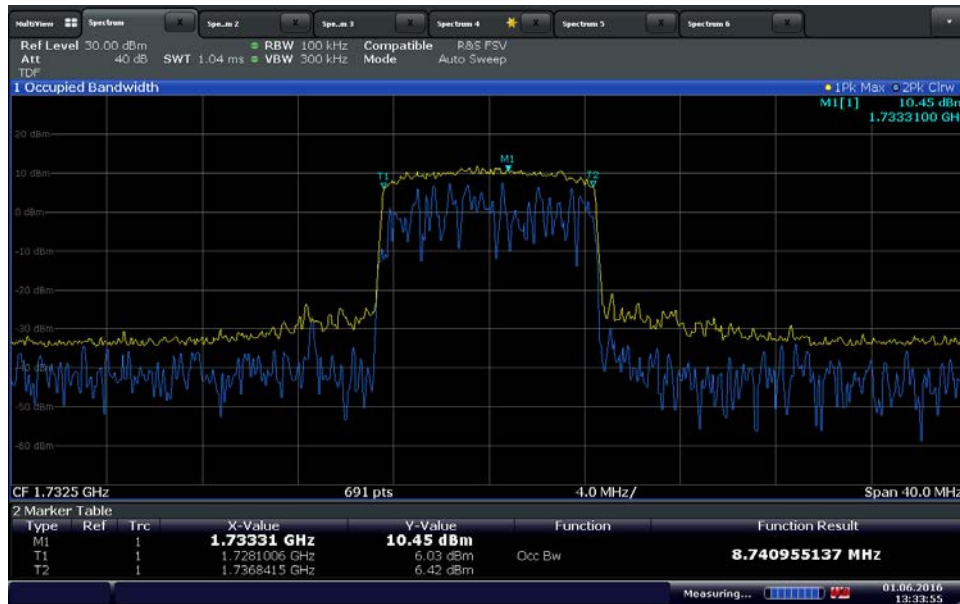 MultiView Spectrum X Spe...m 2 X Spe...m 3 X Spectrum 4 X Spectrum 5 X Spectrum 6 X
Ref Level 30.00 dBm RBW 100 kHz Compatible R&S FSV
Att 40 dB SWT 1.04 ms VBW 300 kHz Mode Auto Sweep
TDF
1 Occupied Bandwidth 1Pk Max 2Pk Clrw
M1[1] 10.45 dBm
1.7333100 GH
20 dBm
M1
10 dBm T1 T2
0 dBm
-10 dBm
-20 dBm
-30 dBm
-40 dBm
-50 dBm
-60 dBm
CF 1.7325 GHz 691 pts 4.0 MHz/ Span 40.0 MHz
2 Marker Table
Type Ref Trc X-Value Y-Value Function Function Result
M1 1 1.73331 GHz 10.45 dBm
T1 1 1.7281006 GHz 6.03 dBm Occ Bw 8.740955137 MHz
T2 1 1.7368415 GHz 6.42 dBm
Measuring... 01.06.2016
13:33:55